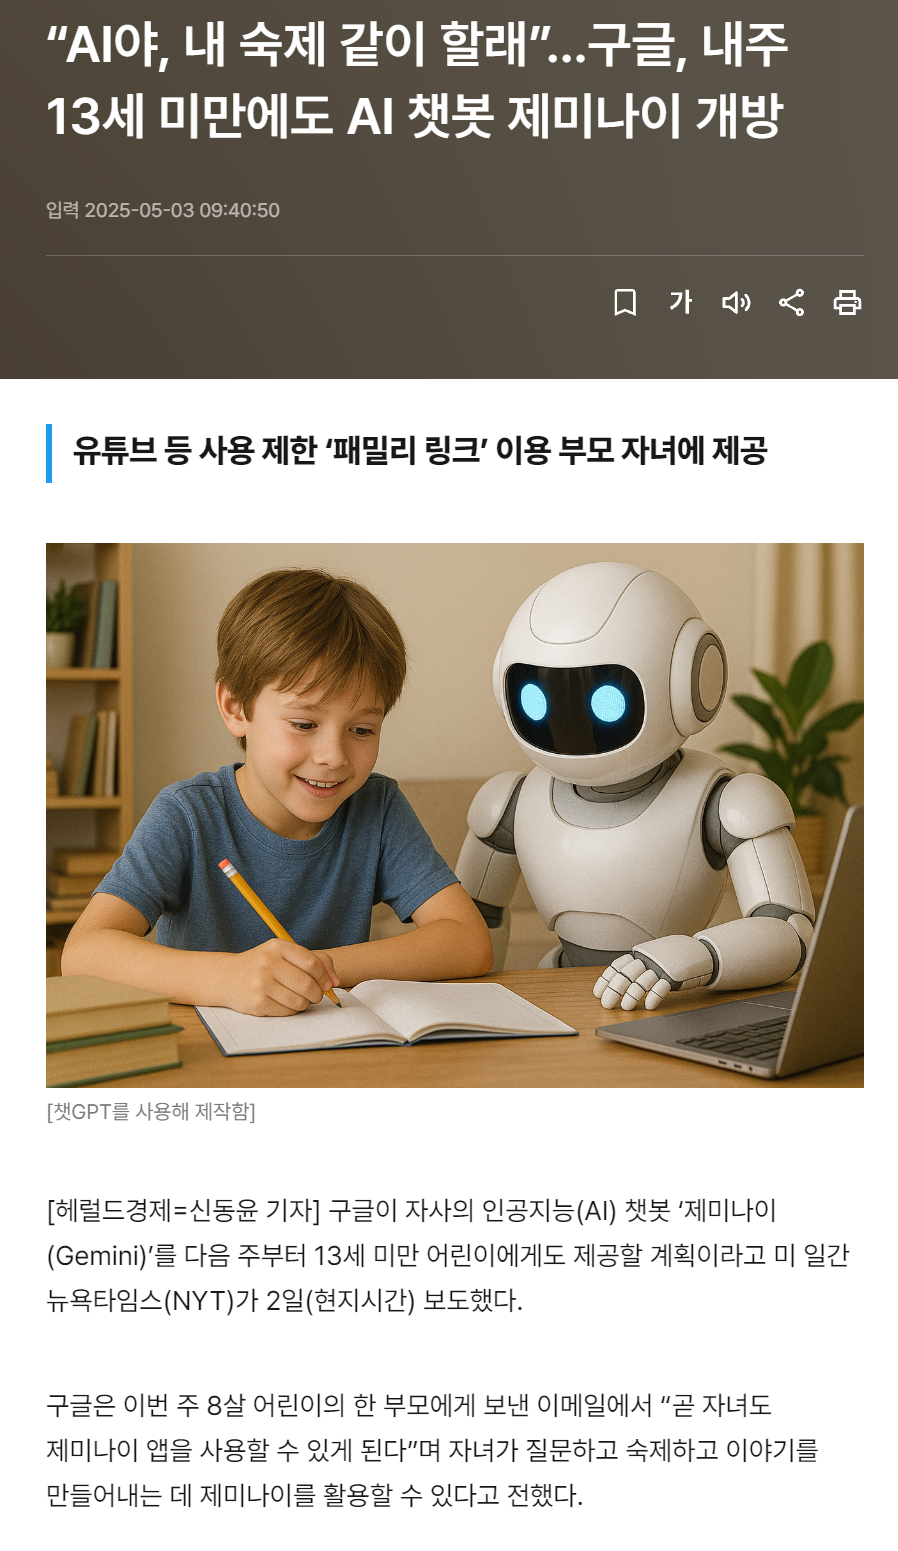 “AI야, 내 숙제 같이 할래”…구글, 내주
13세 미만에도 AI 챗봇 제미나이 개방
입력 2025-05-03 09:40:50
가
유튜브 등 사용 제한 ‘패밀리 링크’ 이용 부모 자녀에 제공
[챗GPT를 사용해 제작함]
[헤럴드경제=신동윤 기자] 구글이 자사의 인공지능(AI) 챗봇 ‘제미나이
(Gemini)’를 다음 주부터 13세 미만 어린이에게도 제공할 계획이라고 미 일간
뉴욕타임스(NYT)가 2일(현지시간) 보도했다.
구글은 이번 주 8살 어린이의 한 부모에게 보낸 이메일에서 “곧 자녀도
제미나이 앱을 사용할 수 있게 된다”며 자녀가 질문하고 숙제하고 이야기를
만들어내는 데 제미나이를 활용할 수 있다고 전했다.